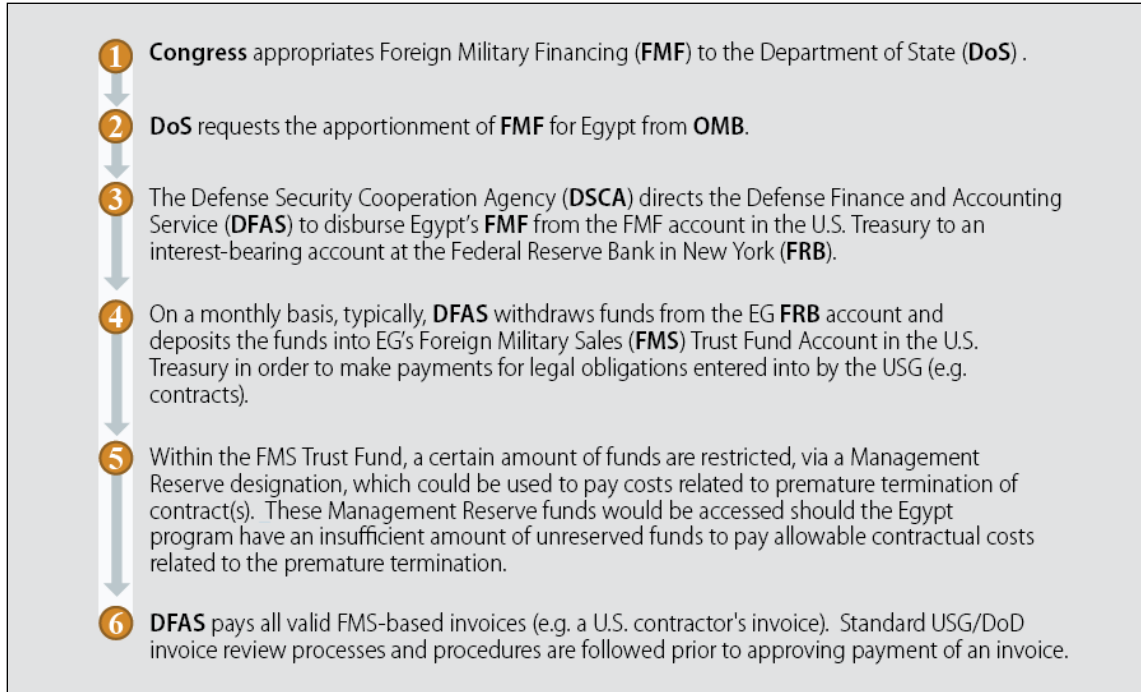 1 Congress appropriates Foreign Military Financing (FMF) to the Department of State (DoS) .
2 DoS requests the apportionment of FMF for Egypt from OMB.
3 The Defense Security Cooperation Agency (DSCA) directs the Defense Finance and Accounting
Service (DFAS) to disburse Egypt's FMF from the FMF account in the U.S. Treasury to an
interest-bearing account at the Federal Reserve Bank in New York (FRB).
4 On a monthly basis, typically, DFAS withdraws funds from the EG FRB account and
deposits the funds into EG's Foreign Military Sales (FMS) Trust Fund Account in the U.S.
Treasury in order to make payments for legal obligations entered into by the USG (e.g.
contracts).
5 Within the FMS Trust Fund, a certain amount of funds are restricted, via a Management
Reserve designation, which could be used to pay costs related to premature termination of
contract(s). These Management Reserve funds would be accessed should the Egypt
program have an insufficient amount of unreserved funds to pay allowable contractual costs
related to the premature termination.
6 DFAS pays all valid FMS-based invoices (e.g. a U.S. contractor's invoice). Standard USG/DoD
invoice review processes and procedures are followed prior to approving payment of an invoice.